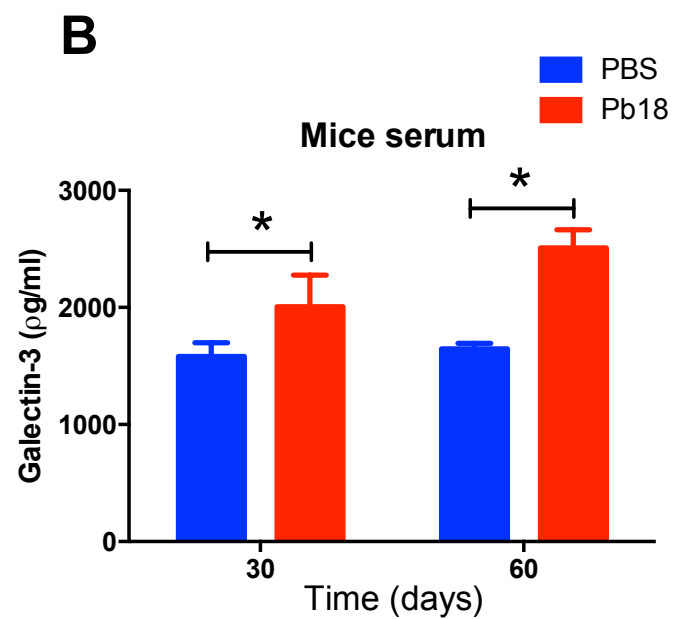 B
PBS
Pb18
Mice serum
*
*
3000
2000
1000
0
Galectin-3 (ρg/ml)
30
60
Time (days)